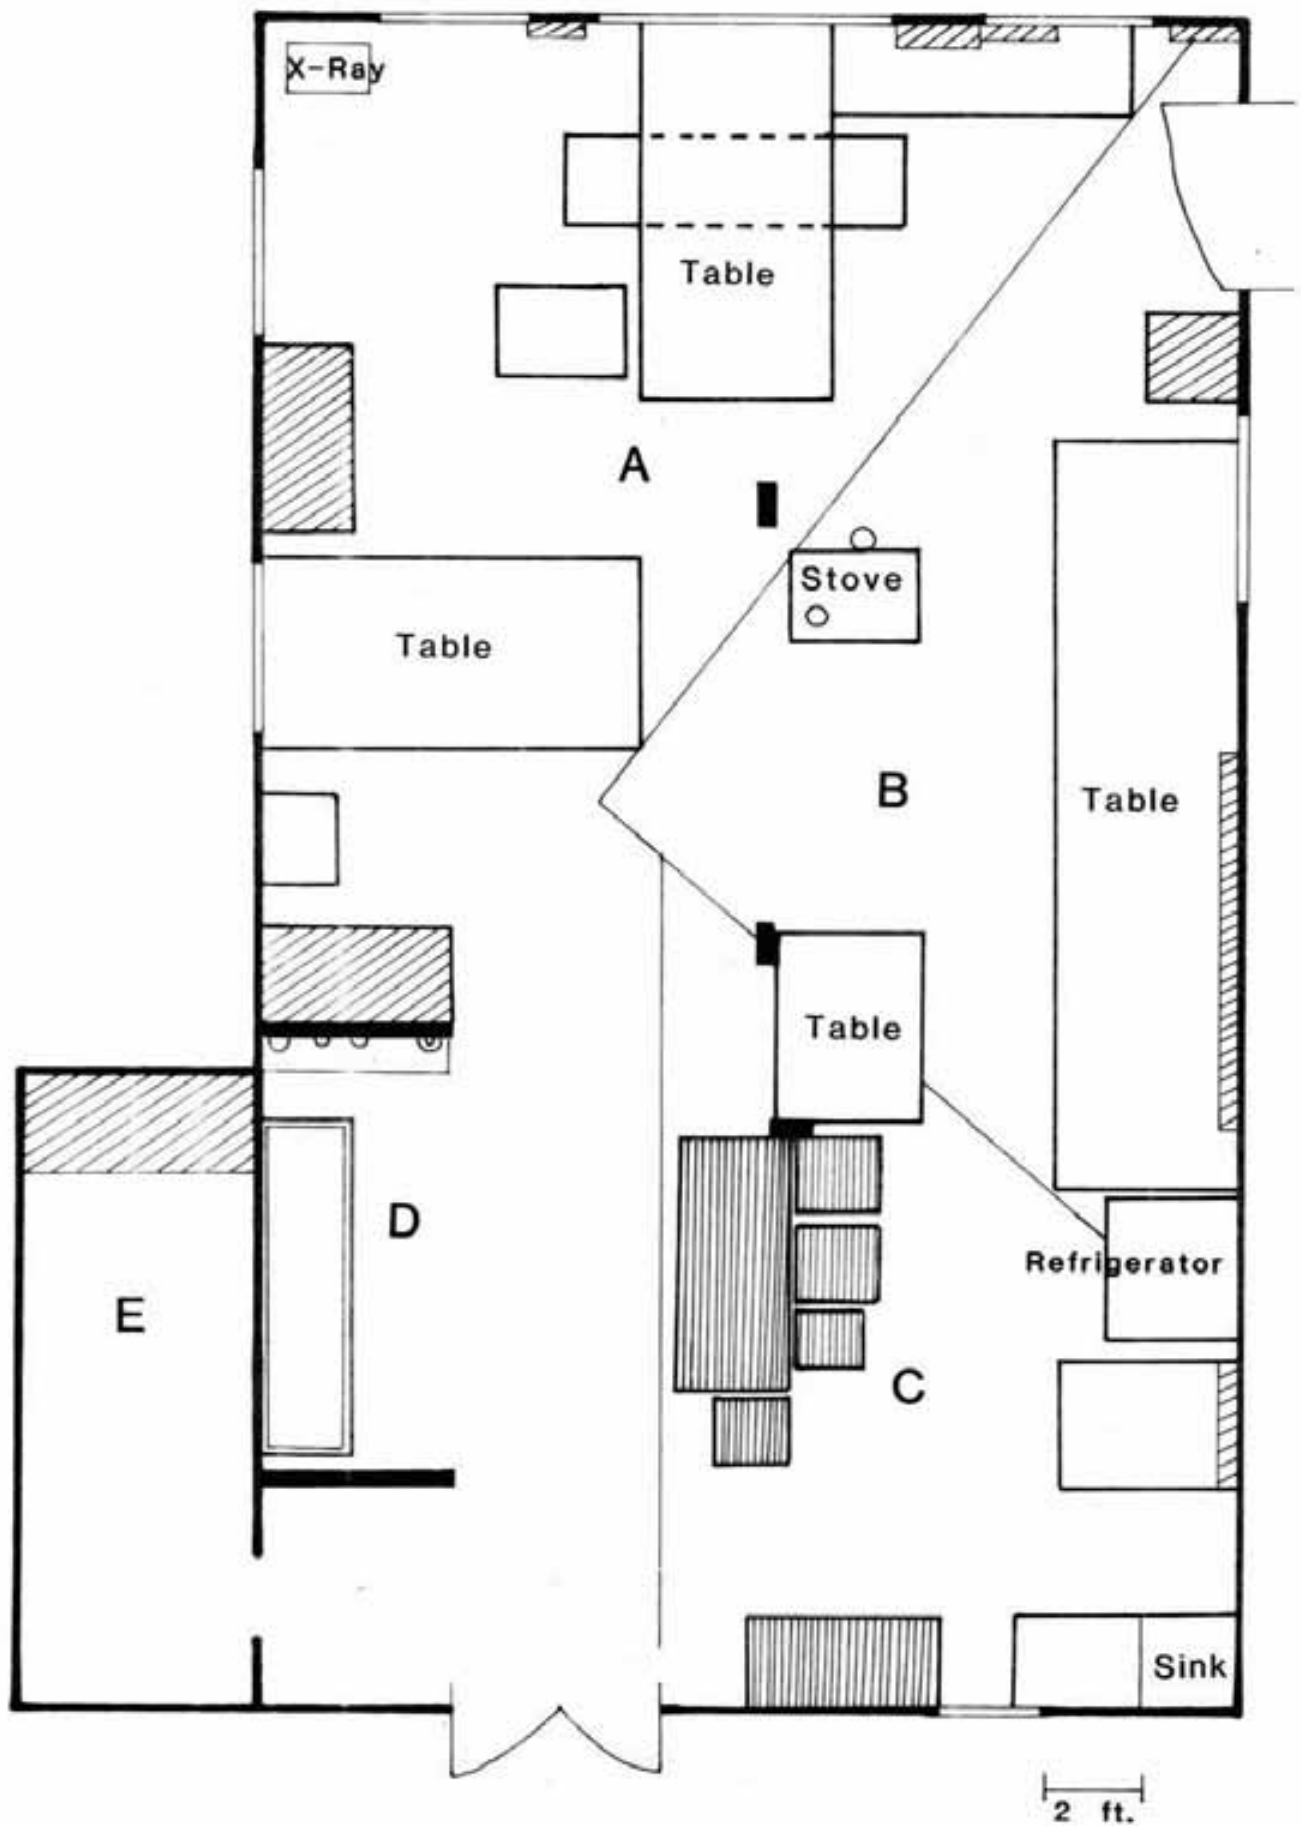 X-Ray
Table
A
Stove
Table
B
Table
Table
D
Refrigerator
E
C
Sink
2 ft.